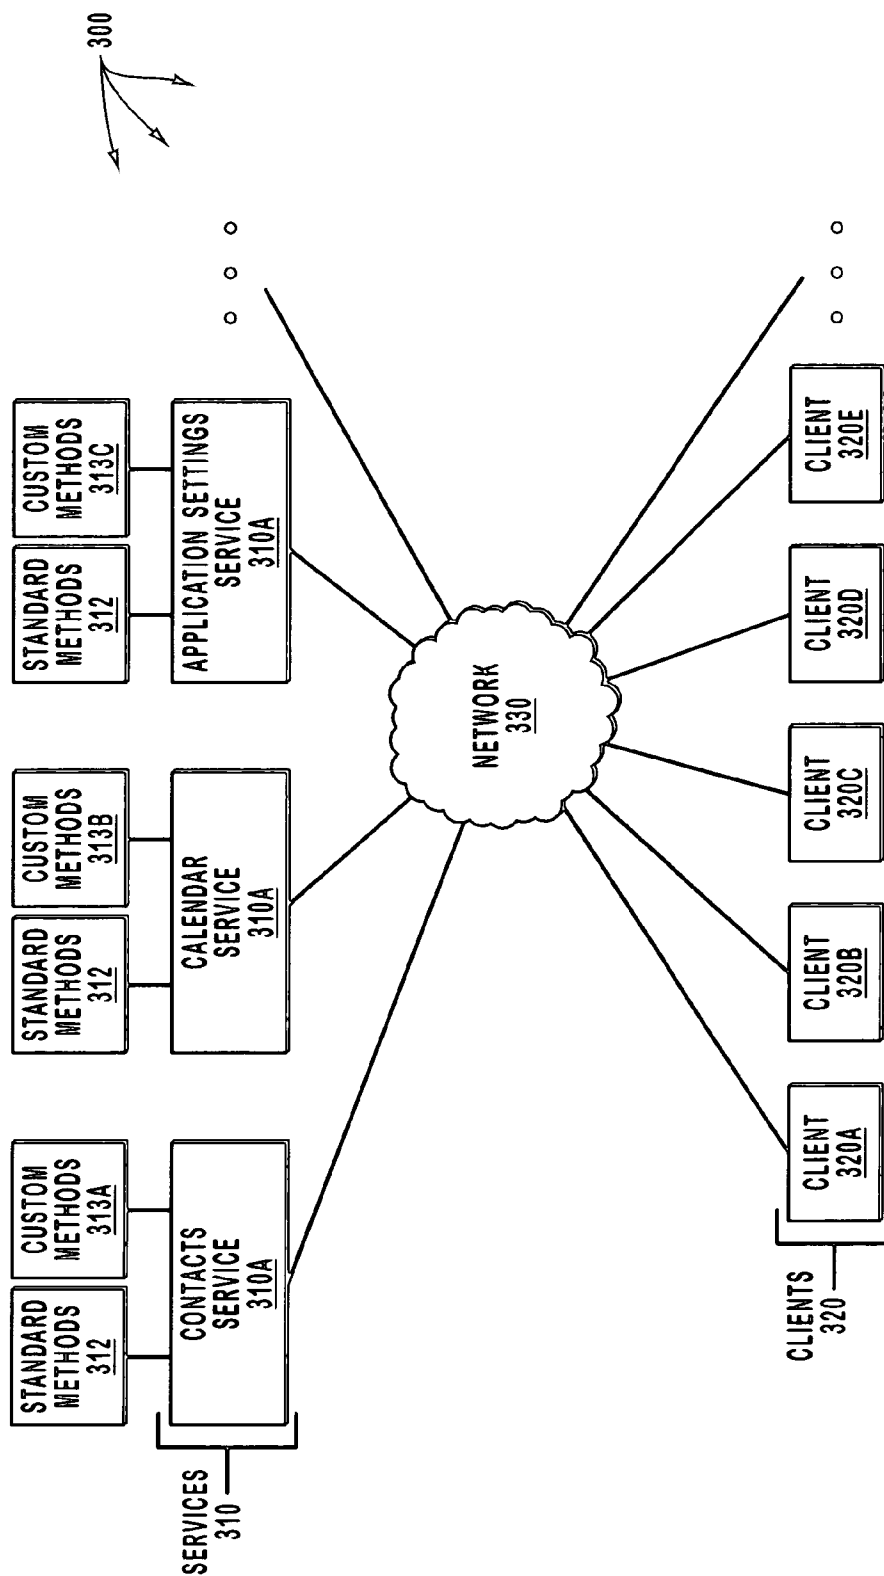 300
STANDARD
METHODS
312
CUSTOM
METHODS
313A
STANDARD
METHODS
312
CUSTOM
METHODS
313B
STANDARD
METHODS
312
CUSTOM
METHODS
313C
SERVICES
310
CONTACTS
SERVICE
310A
CALENDAR
SERVICE
310A
APPLICATION SETTINGS
SERVICE
310A
NETWORK
330
CLIENTS
320
CLIENT
320A
CLIENT
320B
CLIENT
320C
CLIENT
320D
CLIENT
320E